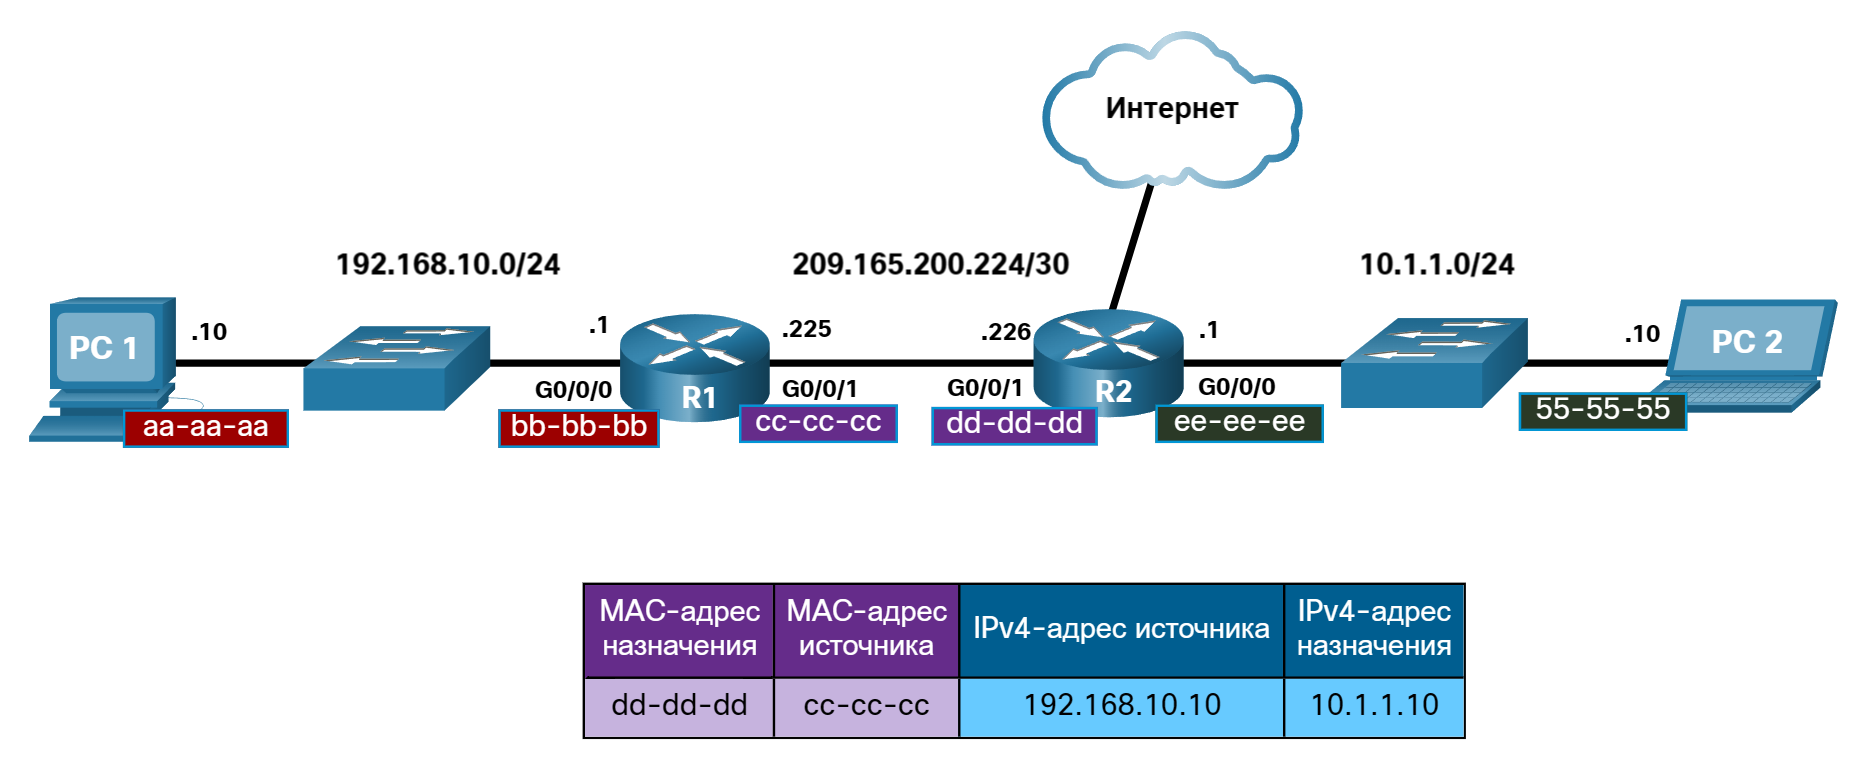 Интернет
192.168.10.0/24
209.165.200.224/30
10.1.1.0/24
PC 1
.10
.1
R1
.225
.226
R2
.1
.10
PC 2
G0/0/0
G0/0/1
G0/0/1
G0/0/0
aa-aa-aa
bb-bb-bb
cc-cc-cc
dd-dd-dd
ee-ee-ee
55-55-55
МАС-адрес
назначения
МАС-адрес
источника
IPv4-адрес источника
IPv4-адрес
назначения
dd-dd-dd
cc-cc-cc
192.168.10.10
10.1.1.10